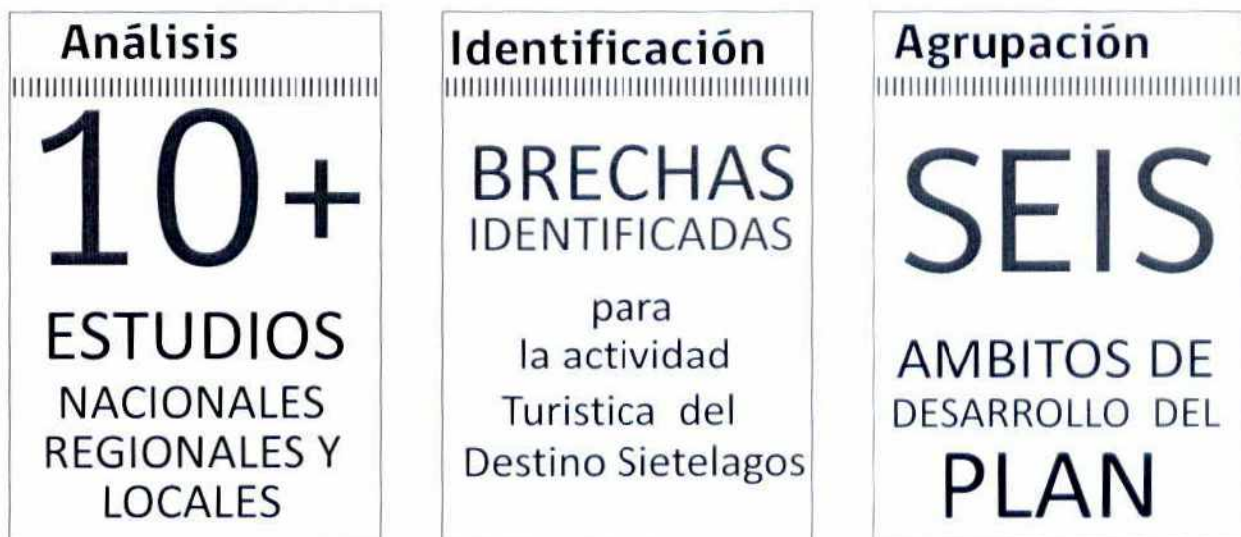 Análisis
10+
ESTUDIOS
NACIONALES
REGIONALES Y
LOCALES
Identificación
BRECHAS
IDENTIFICADAS
para
la actividad
Turistica del
Destino Sietelagos
Agrupación
SEIS
AMBITOS DE
DESARROLLO DEL
PLAN